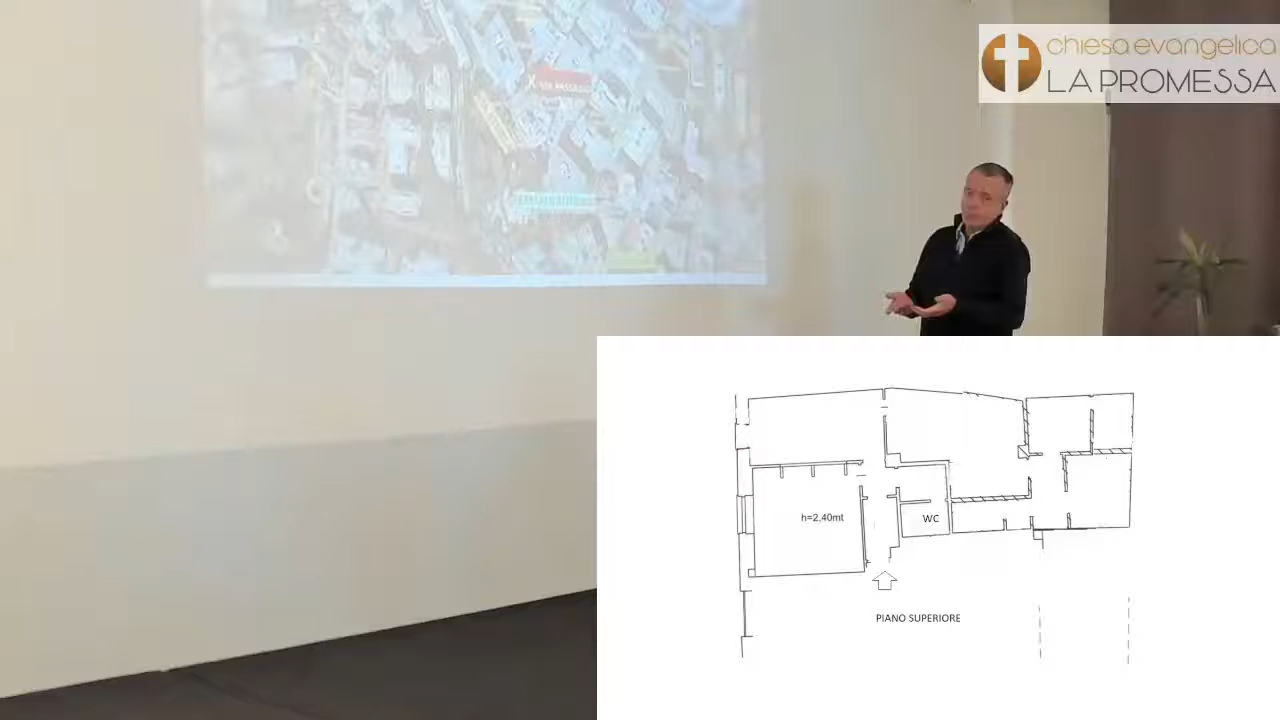 chiesa evangelica
LA PROMESSA
h=2,40mt
WC
PIANO SUPERIORE